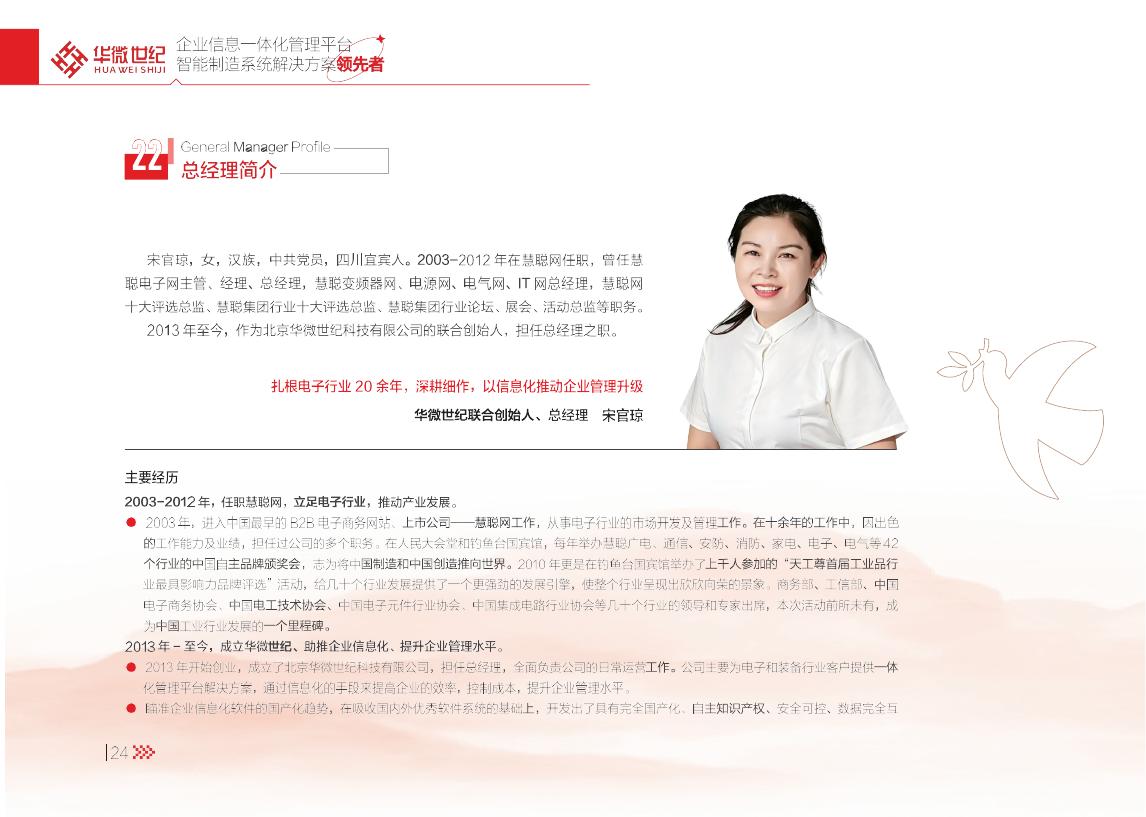 华微世纪
HUA WEI SHIJI
企业信息一体化管理平台
智能制造系统解决方案领先者
22
General Manager Profile
总经理简介
宋官琼，女，汉族，中共党员，四川宜宾人。2003-2012 年在慧聪网任职，曾任慧
聪电子网主管、经理、总经理，慧聪变频器网、电源网、电气网、IT 网总经理，慧聪网
十大评选总监、慧聪集团行业十大评选总监、慧聪集团行业论坛、展会、活动总监等职务。
2013 年至今，作为北京华微世纪科技有限公司的联合创始人，担任总经理之职。
扎根电子行业 20 余年，深耕细作，以信息化推动企业管理升级
华微世纪联合创始人、总经理 宋官琼
主要经历
2003-2012 年，任职慧聪网，立足电子行业，推动产业发展。
● 2003 年，进入中国最早的 B2B 电子商务网站、上市公司——慧聪网工作，从事电子行业的市场开发及管理工作。在十余年的工作中，因出色
的工作能力及业绩，担任过公司的多个职务。在人民大会堂和钓鱼台国宾馆，每年举办慧聪广电、通信、安防、消防、家电、电子、电气等 42
个行业的中国自主品牌颁奖会，志为将中国制造和中国创造推向世界。2010 年更是在钓鱼台国宾馆举办了上千人参加的“天工尊首届工业品行
业最具影响力品牌评选”活动，给几十个行业发展提供了一个更强劲的发展引擎，使整个行业呈现出欣欣向荣的景象。商务部、工信部、中国
电子商务协会、中国电工技术协会、中国电子元件行业协会、中国集成电路行业协会等几十个行业的领导和专家出席，本次活动前所未有，成
为中国工业行业发展的一个里程碑。
2013 年 - 至今，成立华微世纪、助推企业信息化、提升企业管理水平。
● 2013 年开始创业，成立了北京华微世纪科技有限公司，担任总经理，全面负责公司的日常运营工作。公司主要为电子和装备行业客户提供一体
化管理平台解决方案，通过信息化的手段来提高企业的效率，控制成本，提升企业管理水平。
● 瞄准企业信息化软件的国产化趋势，在吸收国内外优秀软件系统的基础上，开发出了具有完全国产化、自主知识产权、安全可控、数据完全互
24